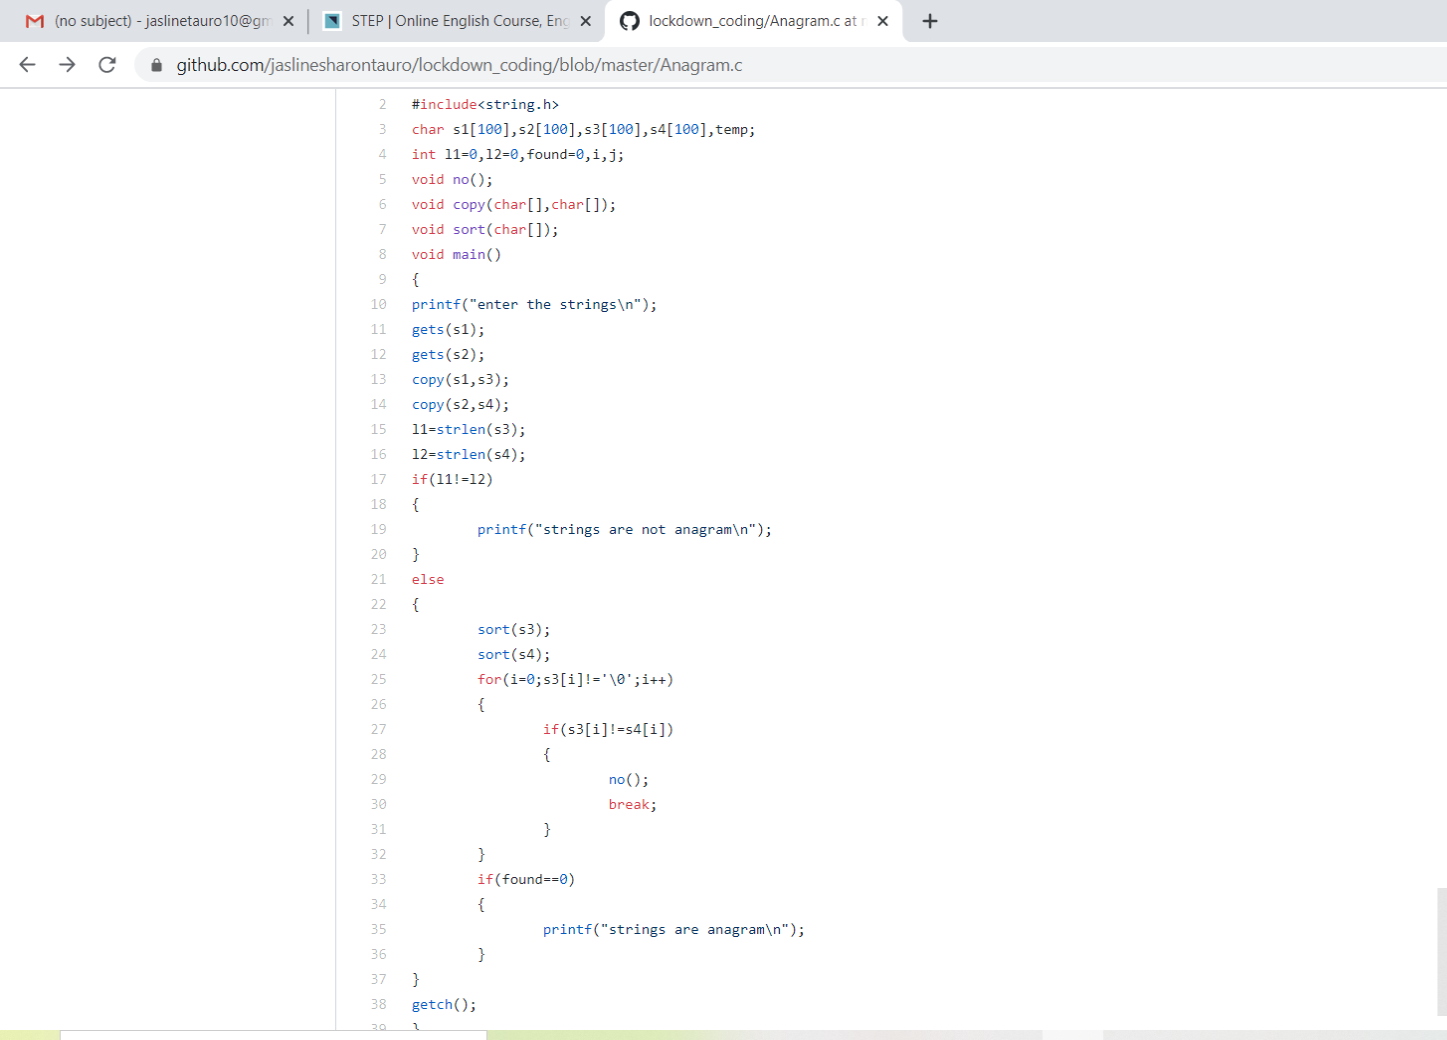 (no subject) - jaslinetauro10@gm
STEP | Online English Course, Eng
lockdown_coding/Anagram.c at
github.com/jaslinesharontauro/lockdown_coding/blob/master/Anagram.c
2 #include<string.h>
3 char s1[100],s2[100],s3[100],s4[100],temp;
4 int l1=0,l2=0,found=0,i,j;
5 void no();
6 void copy(char[],char[]);
7 void sort(char[]);
8 void main()
9 {
10 printf("enter the strings\n");
11 gets(s1);
12 gets(s2);
13 copy(s1,s3);
14 copy(s2,s4);
15 l1=strlen(s3);
16 l2=strlen(s4);
17 if(l1!=l2)
18 {
19 printf("strings are not anagram\n");
20 }
21 else
22 {
23 sort(s3);
24 sort(s4);
25 for(i=0;s3[i]!='\0';i++)
26 {
27 if(s3[i]!=s4[i])
28 {
29 no();
30 break;
31 }
32 }
33 if(found==0)
34 {
35 printf("strings are anagram\n");
36 }
37 }
38 getch();
39 }